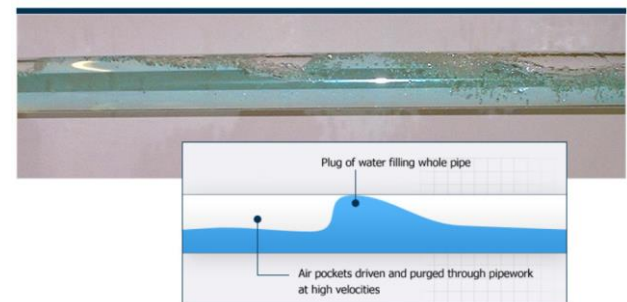 Plug of water filling whole pipe
Air pockets driven and purged through pipework
at high velocities